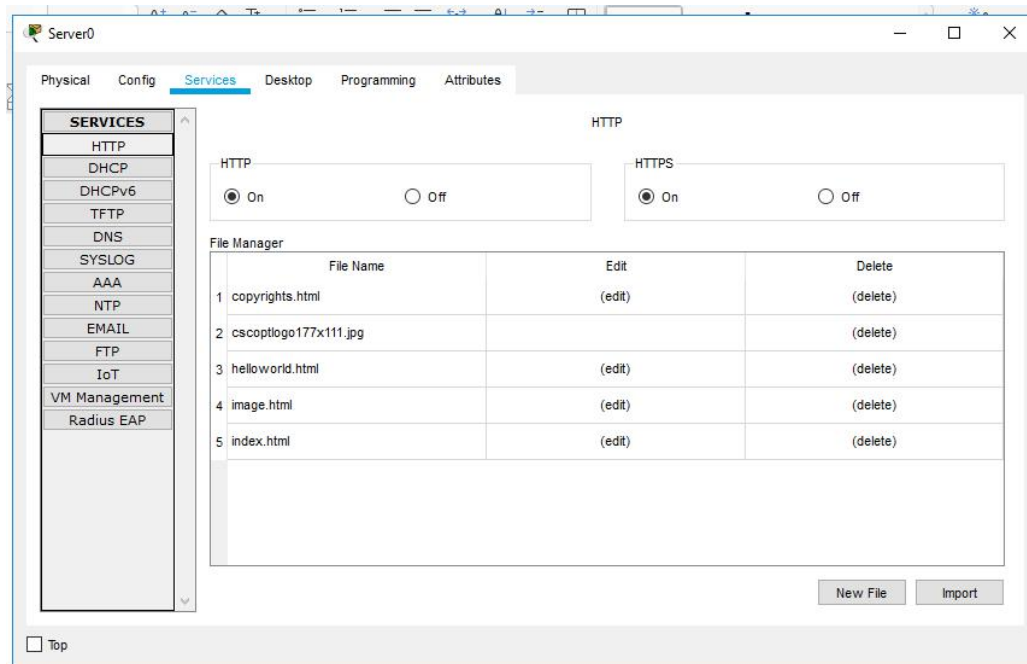 Server0
Physical Config Services Desktop Programming Attributes
SERVICES
HTTP
DHCP
DHCPv6
TFTP
DNS
SYSLOG
AAA
NTP
EMAIL
FTP
IoT
VM Management
Radius EAP
HTTP
HTTP
On Off
HTTPS
On Off
File Manager
File Name Edit Delete
1 copyrights.html (edit) (delete)
2 cscoptlogo177x111.jpg (delete)
3 helloworld.html (edit) (delete)
4 image.html (edit) (delete)
5 index.html (edit) (delete)
New File Import
Top